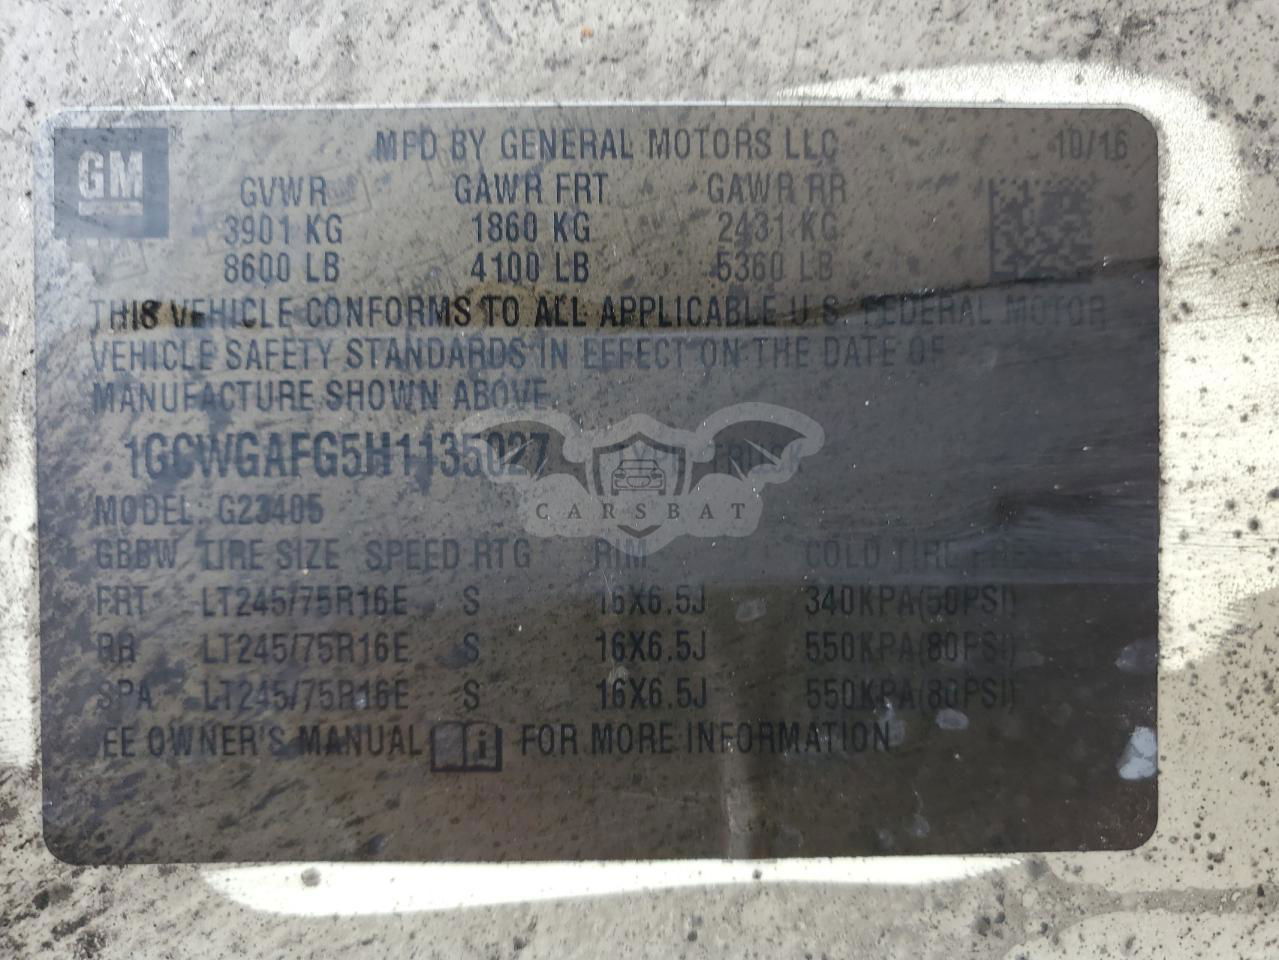 GM
MFD BY GENERAL MOTORS LLC 10/16
GVWR GAWR FRT GAWR RR
3901 KG 1860 KG 2431 KG
8600 LB 4100 LB 5360 LB
THIS VEHICLE CONFORMS TO ALL APPLICABLE U.S. FEDERAL MOTOR
VEHICLE SAFETY STANDARDS IN EFFECT ON THE DATE OF
MANUFACTURE SHOWN ABOVE.
1GCWGAFG5H1135027
CARSBAT
MODEL: G23405
GBBW TIRE SIZE SPEED RTG RIM COLD TIRE PRE
FRT LT245/75R16E S 16X6.5J 340KPA(50PSI)
RR LT245/75R16E S 16X6.5J 550KPA(80PSI)
SPA LT245/75R16E S 16X6.5J 550KPA(80PSI)
EE OWNER'S MANUAL i FOR MORE INFORMATION